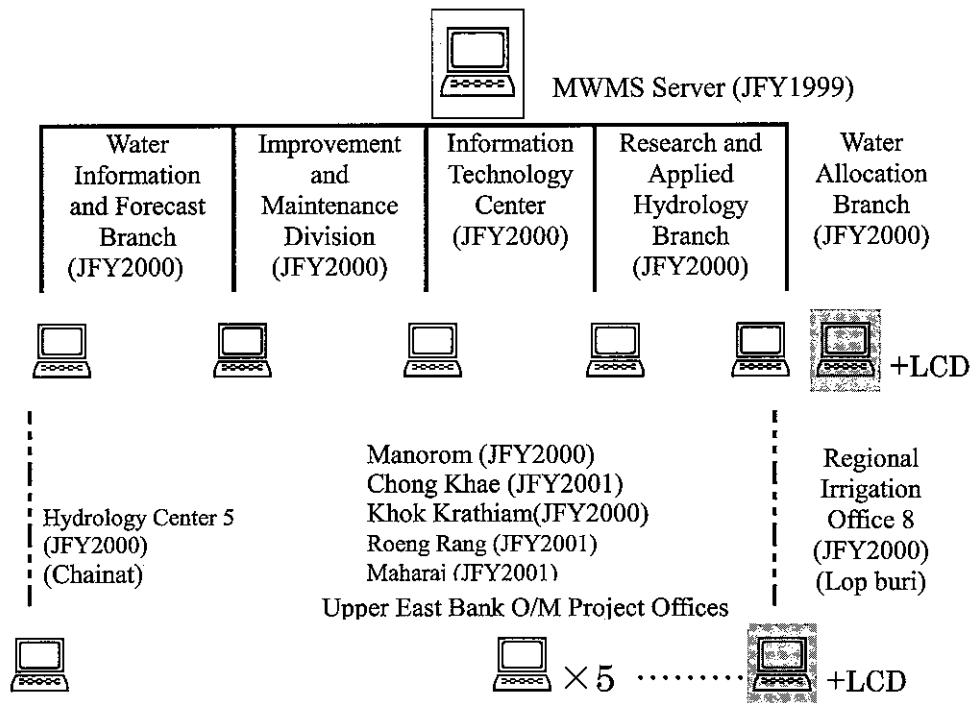 MWMS Server (JFY1999)
Water
Information
and Forecast
Branch
(JFY2000)
Improvement
and
Maintenance
Division
(JFY2000)
Information
Technology
Center
(JFY2000)
Research and
Applied
Hydrology
Branch
(JFY2000)
Water
Allocation
Branch
(JFY2000)
+LCD
Hydrology Center 5
(JFY2000)
(Chainat)
Manorom (JFY2000)
Chong Khae (JFY2001)
Khok Krathiam(JFY2000)
Roeng Rang (JFY2001)
Maharaj (JFY2001)
Upper East Bank O/M Project Offices
Regional
Irrigation
Office 8
(JFY2000)
(Lop buri)
×5 ········· +LCD